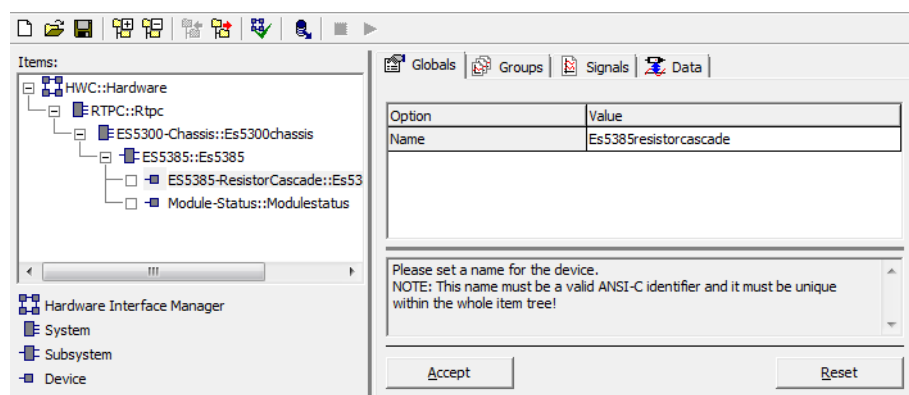 Items:
HWC::Hardware
RTPC::Rtpc
ES5300-Chassis::Es5300chassis
ES5385::Es5385
ES5385-ResistorCascade::Es53
Module-Status::Modulestatus
Hardware Interface Manager
System
Subsystem
Device
Globals Groups Signals Data
Option Value
Name Es5385resistorcascade
Please set a name for the device.
NOTE: This name must be a valid ANSI-C identifier and it must be unique
within the whole item tree!
Accept Reset